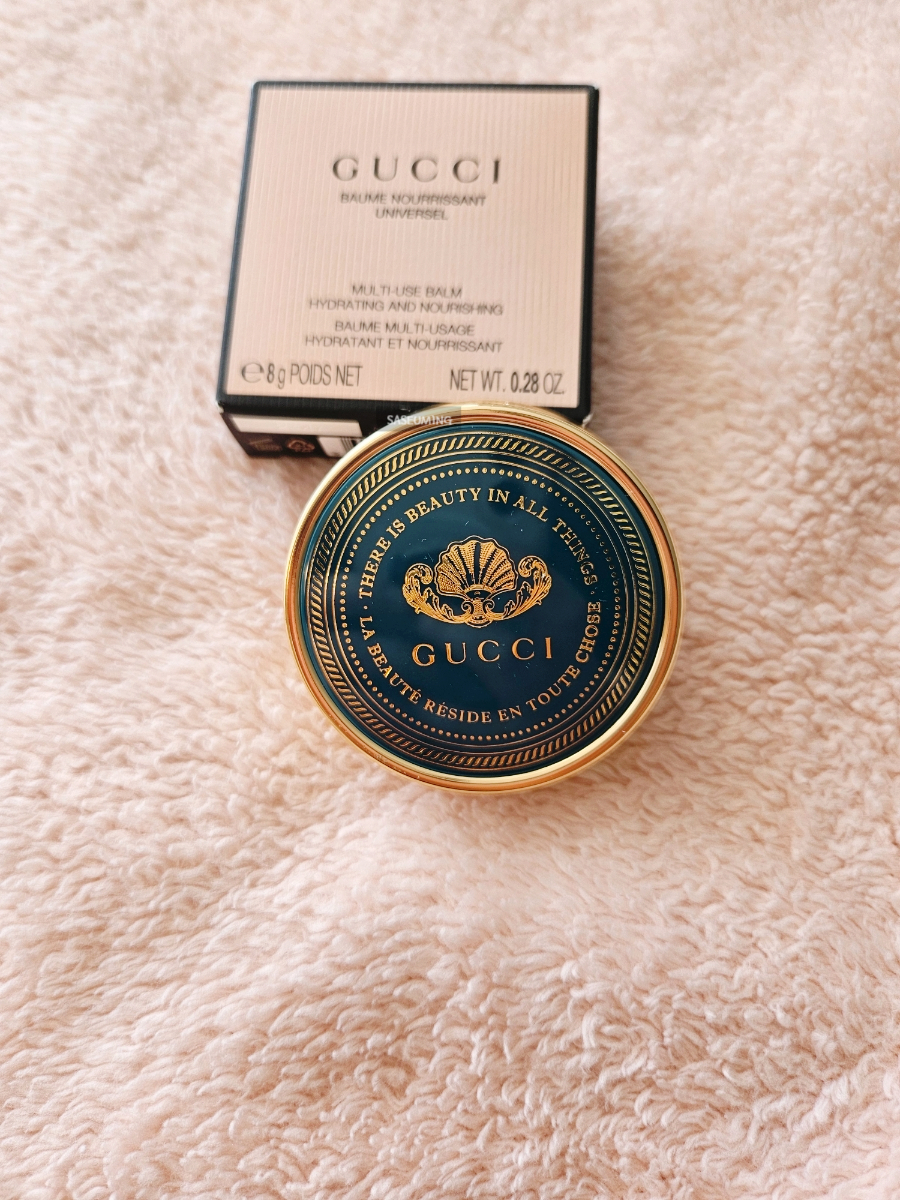 GUCCI
BAUME NOURRISSANT
UNIVERSEL
MULTI-USE BALM
HYDRATING AND NOURISHING
BAUME MULTI-USAGE
HYDRATANT ET NOURRISSANT
℮ 8 g POIDS NET
NET WT. 0.28 OZ.
· THERE IS BEAUTY IN ALL THINGS ·
LA BEAUTÉ RÉSIDE EN TOUTE CHOSE
GUCCI